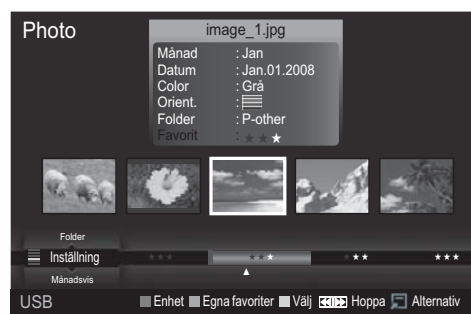 Photo
image_1.jpg
Månad : Jan
Datum : Jan.01.2008
Color : Grå
Orient. :
Folder : P-other
Favorit : ★ ★ ★
Folder
Inställning ★★★ ★★★ ★★★ ★★★
Månadsvis
USB Enhet Egna favoriter Välj Hoppa Alternativ